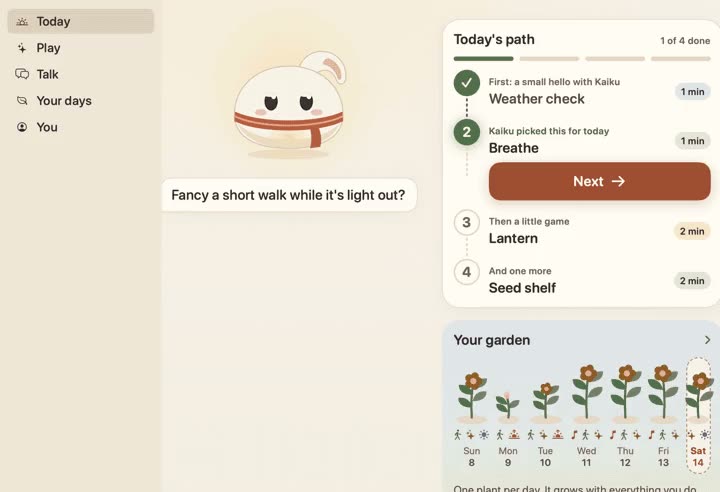 Today
Play
Talk
Your days
You
Fancy a short walk while it's light out?
Today's path
1 of 4 done
First: a small hello with Kaiku
Weather check
1 min
2
Kaiku picked this for today
Breathe
1 min
Next
3
Then a little game
Lantern
2 min
4
And one more
Seed shelf
2 min
Your garden
Sun Mon Tue Wed Thu Fri Sat
8 9 10 11 12 13 14
One plant per day. It grows with everything you do